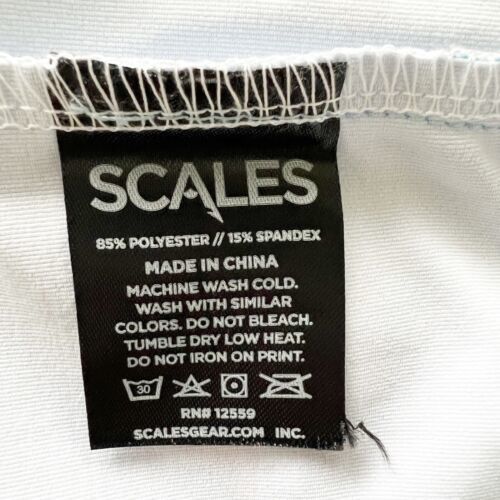 SCALES
85% POLYESTER // 15% SPANDEX
MADE IN CHINA
MACHINE WASH COLD.
WASH WITH SIMILAR
COLORS. DO NOT BLEACH.
TUMBLE DRY LOW HEAT.
DO NOT IRON ON PRINT.
30
RN# 12559
SCALESGEAR.COM INC.